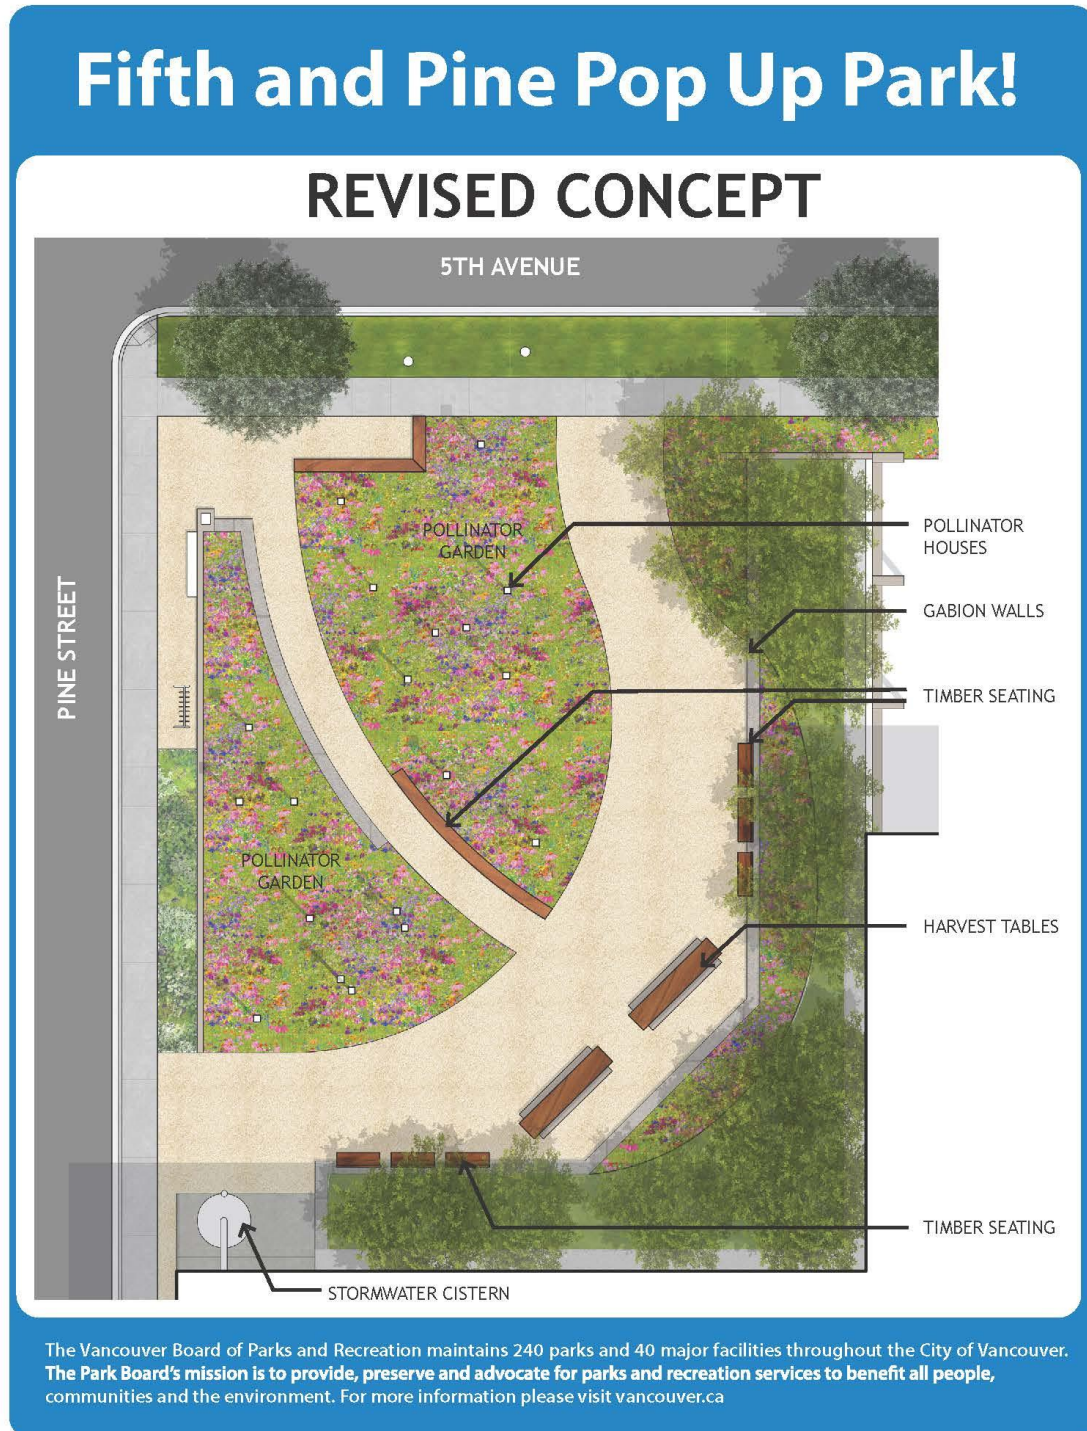 Fifth and Pine Pop Up Park!
REVISED CONCEPT
5TH AVENUE
PINE STREET
POLLINATOR
GARDEN
POLLINATOR
HOUSES
GABION WALLS
TIMBER SEATING
POLLINATOR
GARDEN
HARVEST TABLES
TIMBER SEATING
STORMWATER CISTERN
The Vancouver Board of Parks and Recreation maintains 240 parks and 40 major facilities throughout the City of Vancouver.
The Park Board's mission is to provide, preserve and advocate for parks and recreation services to benefit all people,
communities and the environment. For more information please visit vancouver.ca